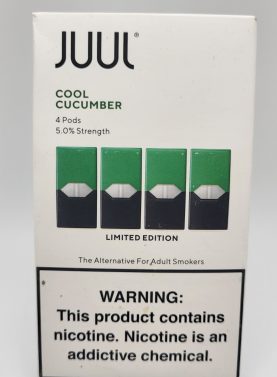 JUUL®
COOL
CUCUMBER
4 Pods
5.0% Strength
LIMITED EDITION
The Alternative For Adult Smokers
WARNING:
This product contains
nicotine. Nicotine is an
addictive chemical.